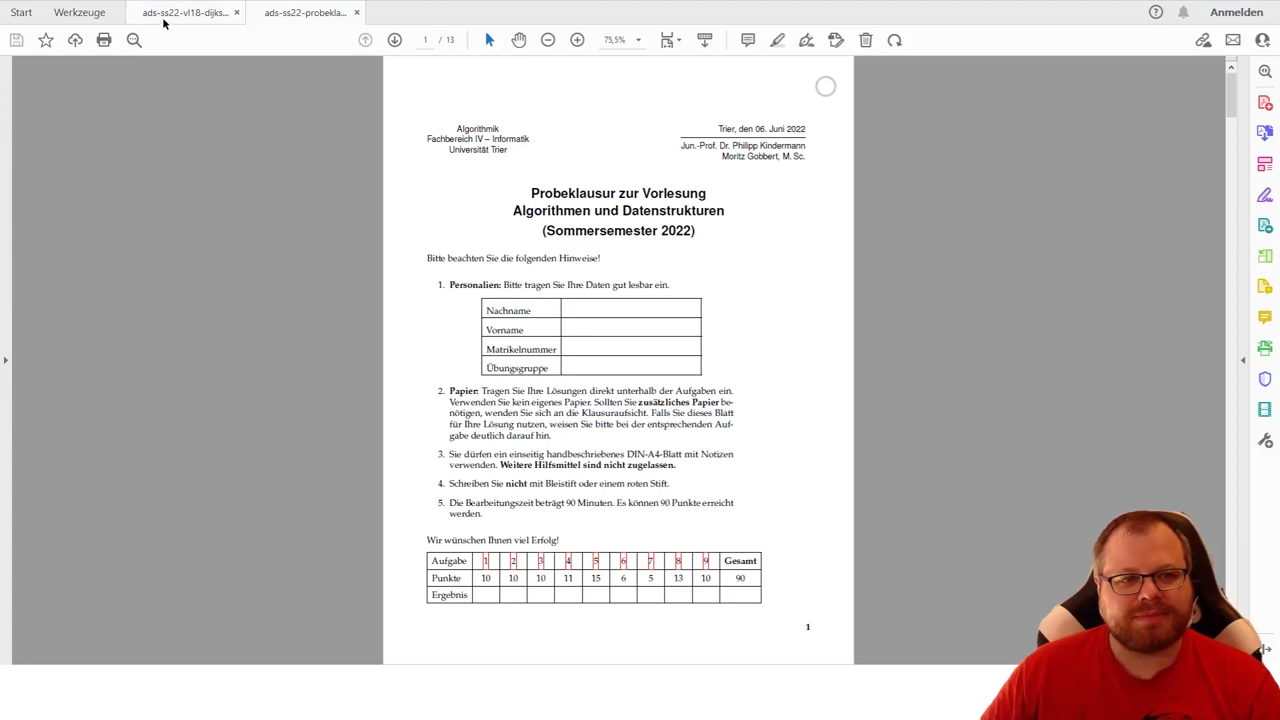 Start
Werkzeuge
ads-ss22-vl18-dijks... ×
ads-ss22-probekla... ×
Anmelden
1 / 13
75,5%
Algorithmik
Fachbereich IV – Informatik
Universität Trier
Trier, den 06. Juni 2022
Jun.-Prof. Dr. Philipp Kindermann
Moritz Gobbert, M. Sc.
Probeklausur zur Vorlesung
Algorithmen und Datenstrukturen
(Sommersemester 2022)
Bitte beachten Sie die folgenden Hinweise!
1. Personalien: Bitte tragen Sie Ihre Daten gut lesbar ein.
Nachname
Vorname
Matrikelnummer
Übungsgruppe
2. Papier: Tragen Sie Ihre Lösungen direkt unterhalb der Aufgaben ein.
Verwenden Sie kein eigenes Papier. Sollten Sie zusätzliches Papier be-
nötigen, wenden Sie sich an die Klausuraufsicht. Falls Sie dieses Blatt
für Ihre Lösung nutzen, weisen Sie bitte bei der entsprechenden Auf-
gabe deutlich darauf hin.
3. Sie dürfen ein einseitig handbeschriebenes DIN-A4-Blatt mit Notizen
verwenden. Weitere Hilfsmittel sind nicht zugelassen.
4. Schreiben Sie nicht mit Bleistift oder einem roten Stift.
5. Die Bearbeitungszeit beträgt 90 Minuten. Es können 90 Punkte erreicht
werden.
Wir wünschen Ihnen viel Erfolg!
Aufgabe 1 2 3 4 5 6 7 8 9 Gesamt
Punkte 10 10 10 11 15 6 5 13 10 90
Ergebnis
1